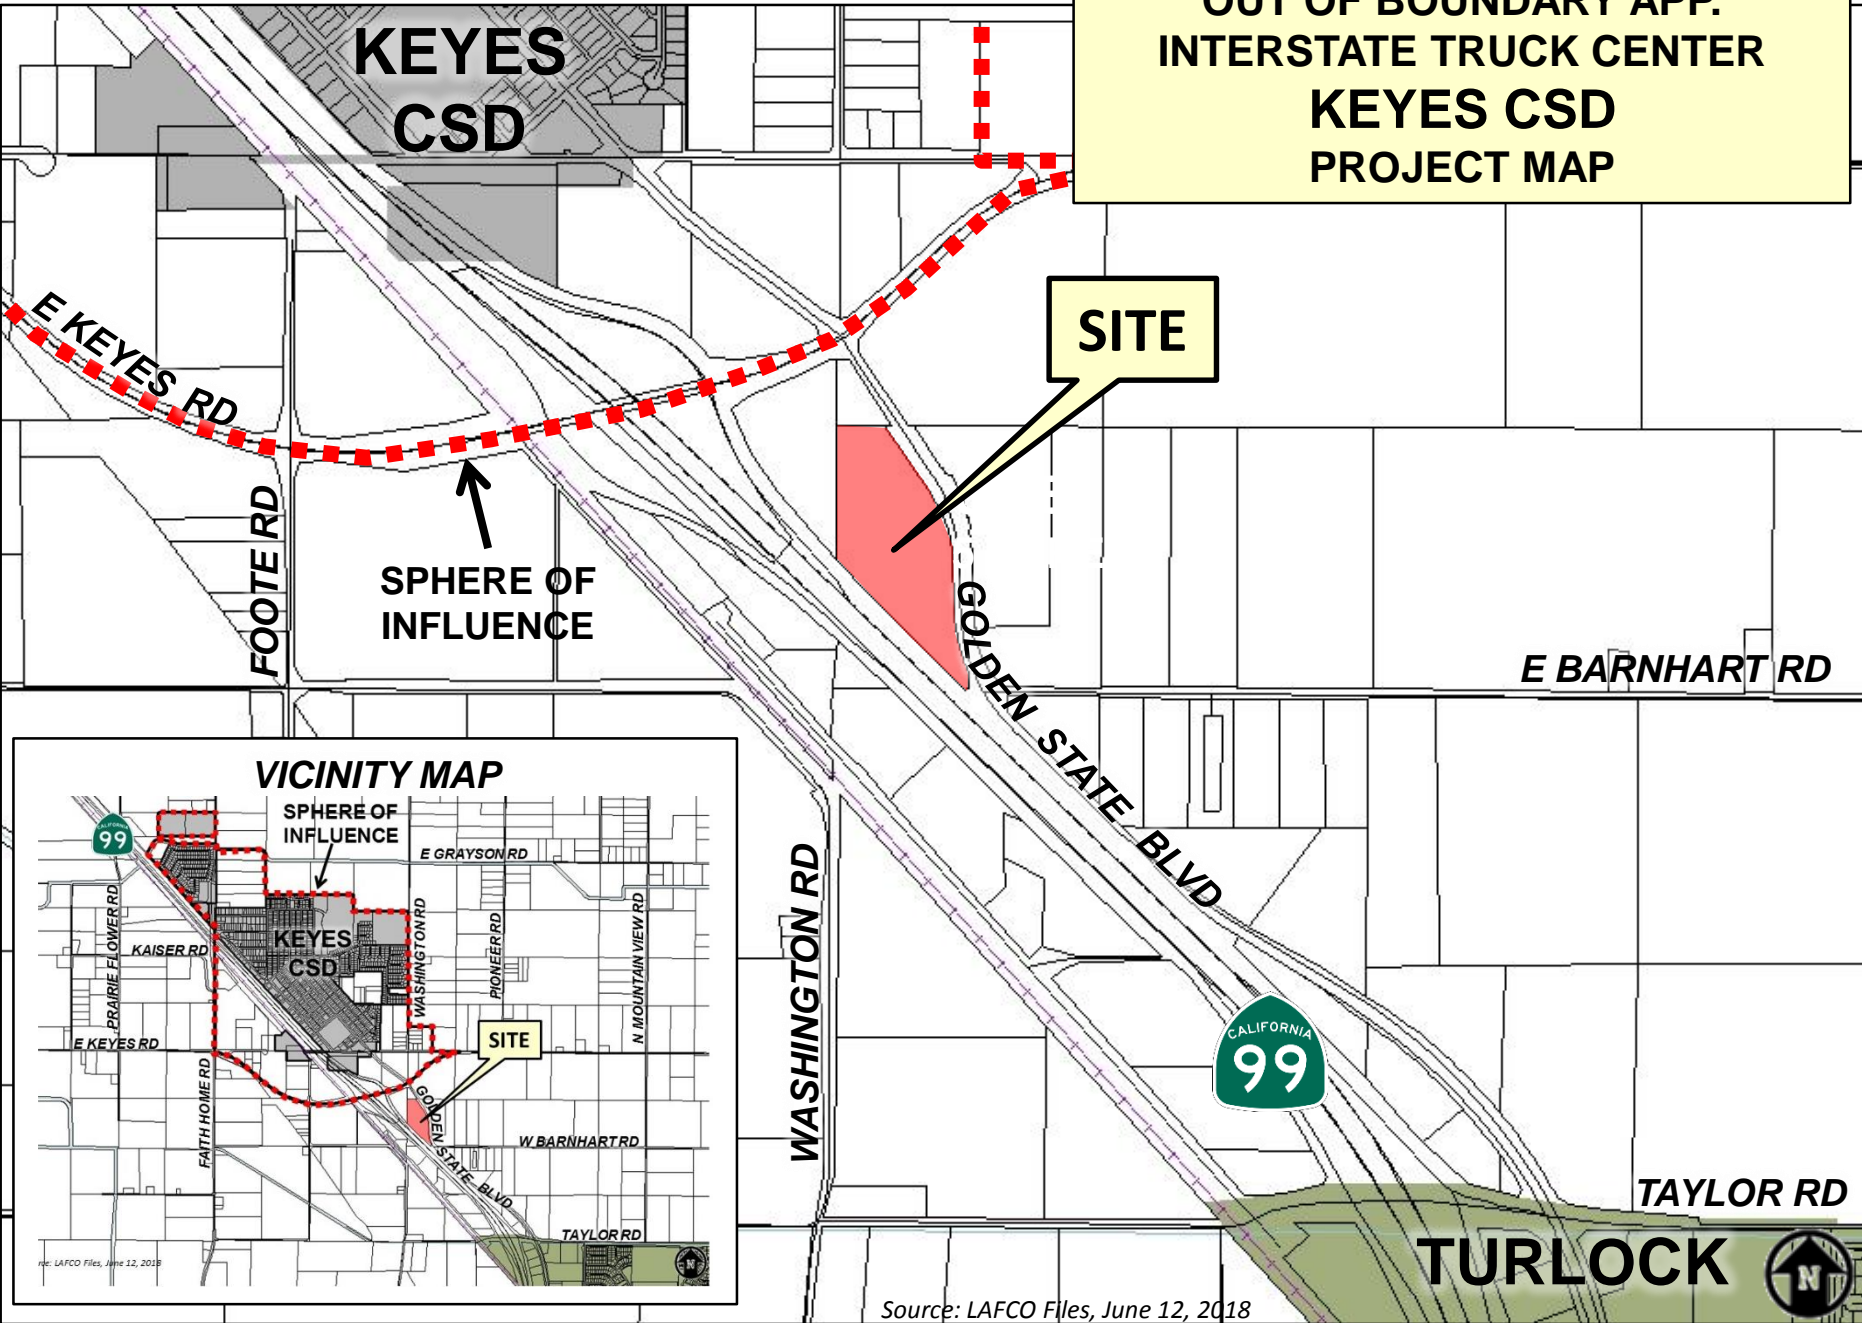 OUT OF BOUNDARY APP.
INTERSTATE TRUCK CENTER
KEYES CSD
PROJECT MAP
KEYES
CSD
SITE
E KEYES RD
FOOTE RD
SPHERE OF
INFLUENCE
GOLDEN STATE BLVD
E BARNHART RD
WASHINGTON RD
CALIFORNIA
99
TAYLOR RD
TURLOCK
N
Source: LAFCO Files, June 12, 2018
VICINITY MAP
SPHERE OF
INFLUENCE
CALIFORNIA
99
E GRAYSON RD
PRAIRIE FLOWER RD
KAISER RD
KEYES
CSD
WASHINGTON RD
PIONEER RD
N MOUNTAIN VIEW RD
E KEYES RD
SITE
FAITH HOME RD
GOLDEN STATE BLVD
W BARNHART RD
TAYLOR RD
N
rce: LAFCO Files, June 12, 2018